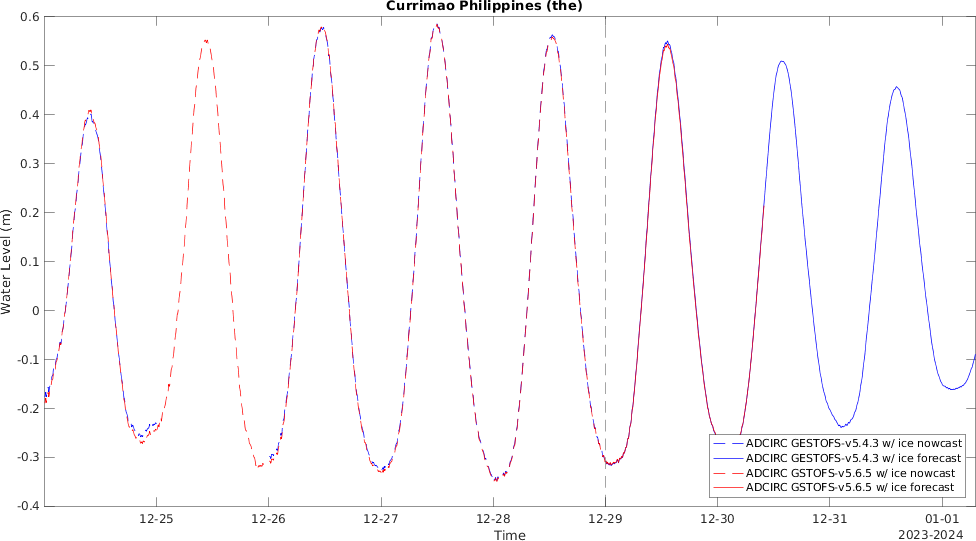 Currimao Philippines (the)
0.6
0.5
0.4
0.3
0.2
0.1
0
-0.1
-0.2
-0.3
-0.4
Water Level (m)
ADCIRC GESTOFS-v5.4.3 w/ ice nowcast
ADCIRC GESTOFS-v5.4.3 w/ ice forecast
ADCIRC GSTOFS-v5.6.5 w/ ice nowcast
ADCIRC GSTOFS-v5.6.5 w/ ice forecast
12-25 12-26 12-27 12-28 12-29 12-30 12-31 01-01
Time
2023-2024